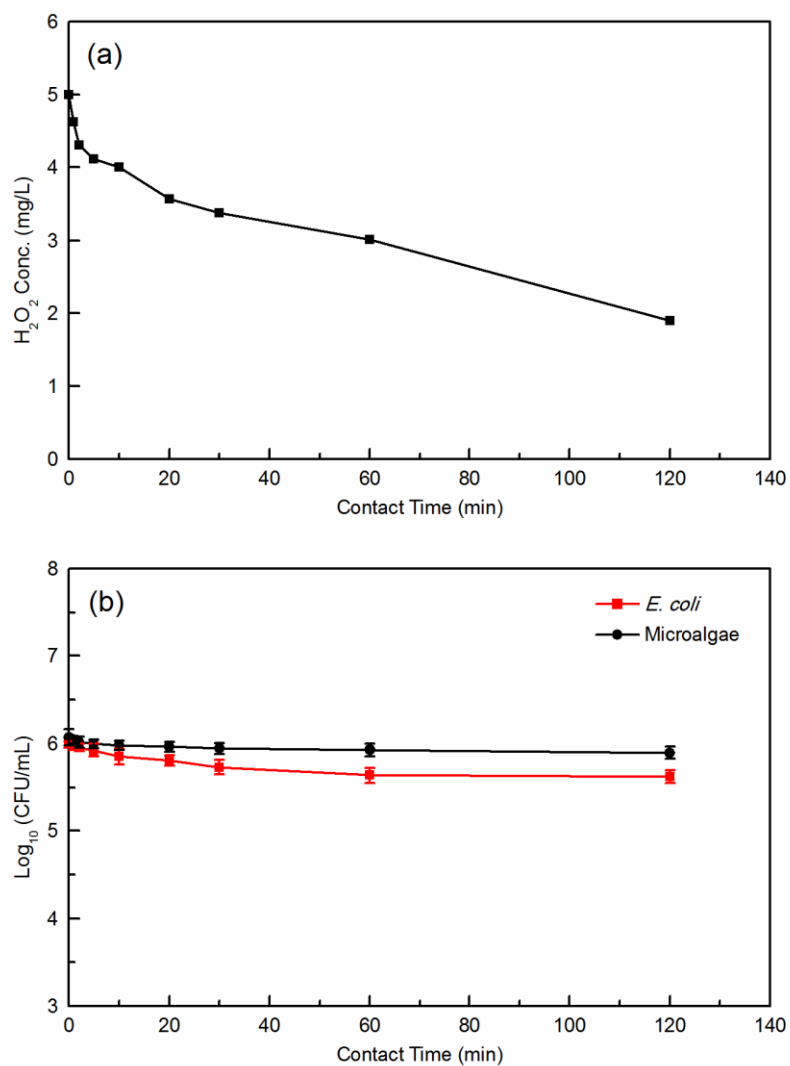 (a)
6
5
4
3
2
1
0
H₂O₂ Conc. (mg/L)
0 20 40 60 80 100 120 140
Contact Time (min)
(b)
E. coli
Microalgae
8
7
6
5
4
3
Log₁₀ (CFU/mL)
0 20 40 60 80 100 120 140
Contact Time (min)